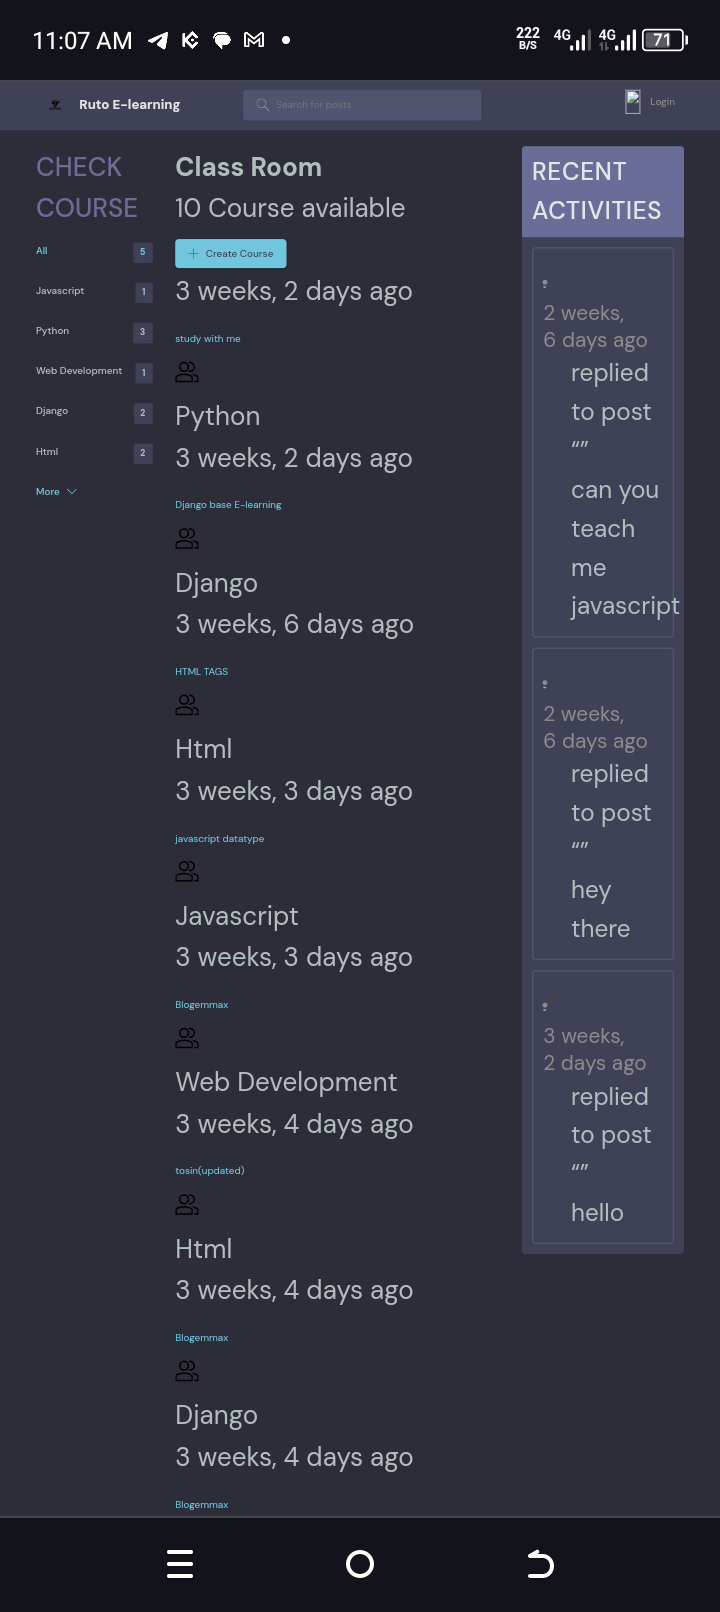 11:07 AM
222
B/S
4G
4G
71
Ruto E-learning
Search for posts
Login
CHECK
COURSE
All 5
Javascript 1
Python 3
Web Development 1
Django 2
Html 2
More
Class Room
10 Course available
Create Course
3 weeks, 2 days ago
study with me
Python
3 weeks, 2 days ago
Django base E-learning
Django
3 weeks, 6 days ago
HTML TAGS
Html
3 weeks, 3 days ago
javascript datatype
Javascript
3 weeks, 3 days ago
Blogemmax
Web Development
3 weeks, 4 days ago
tosin(updated)
Html
3 weeks, 4 days ago
Blogemmax
Django
3 weeks, 4 days ago
Blogemmax
RECENT
ACTIVITIES
2 weeks,
6 days ago
replied
to post
“”
can you
teach
me
javascript
2 weeks,
6 days ago
replied
to post
“”
hey
there
3 weeks,
2 days ago
replied
to post
“”
hello